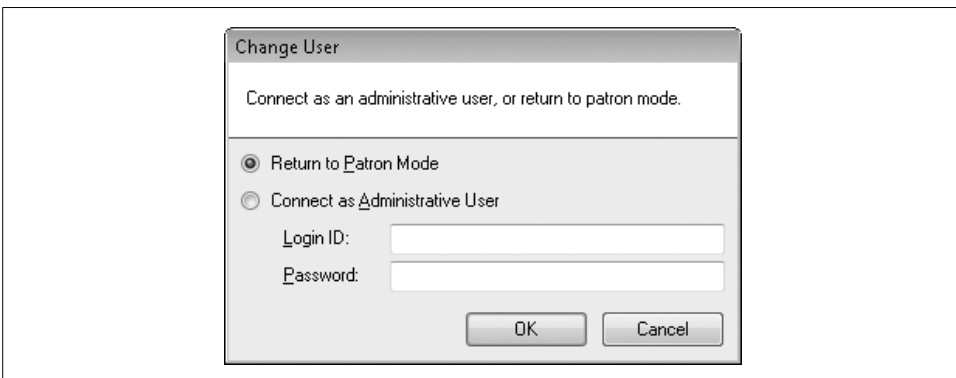 Change User
Connect as an administrative user, or return to patron mode.
Return to Patron Mode
Connect as Administrative User
Login ID:
Password:
OK Cancel